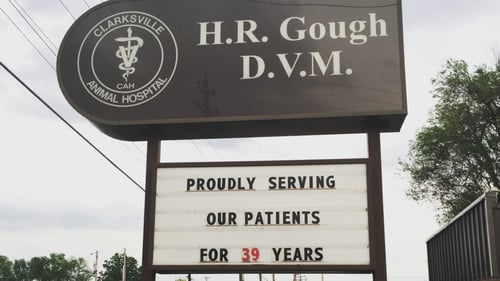 CLARKSVILLE
CAH
ANIMAL HOSPITAL
H.R. Gough
D.V.M.
PROUDLY SERVING
OUR PATIENTS
FOR 39 YEARS